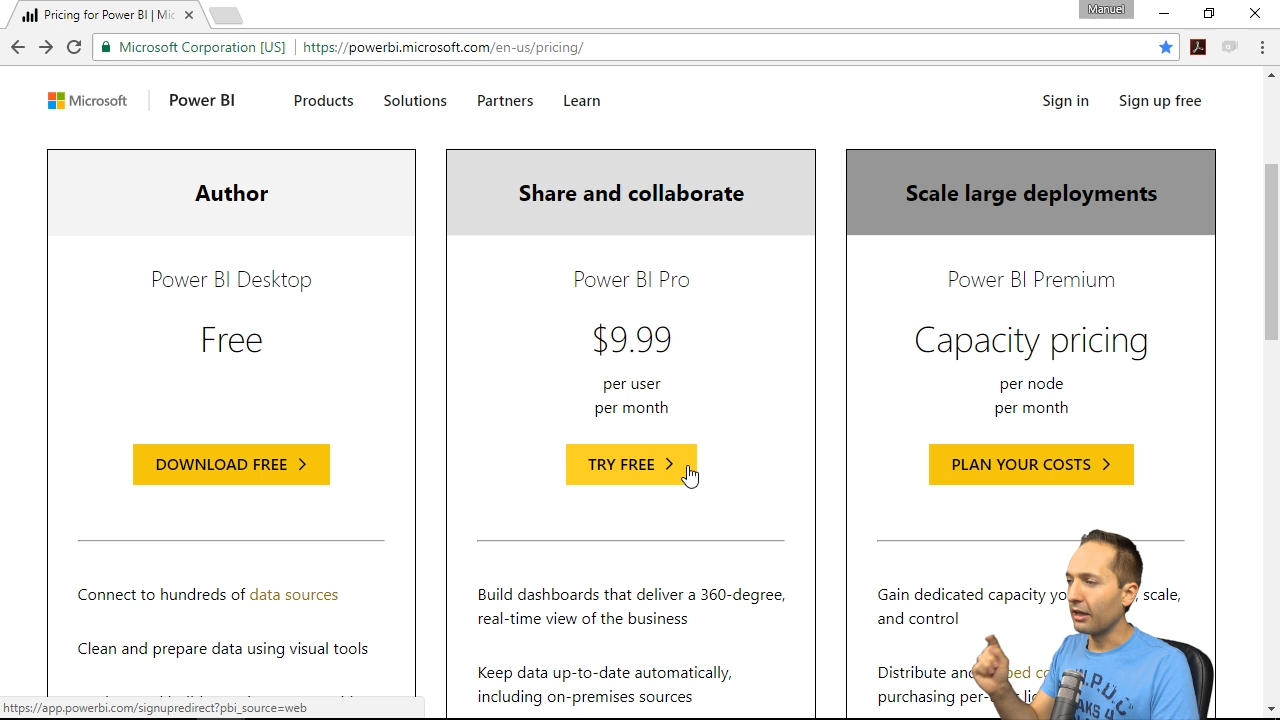 Pricing for Power BI | Mic
Manuel
Microsoft Corporation [US]
https://powerbi.microsoft.com/en-us/pricing/
Microsoft
Power BI
Products
Solutions
Partners
Learn
Sign in
Sign up free
Author
Power BI Desktop
Free
DOWNLOAD FREE
Connect to hundreds of data sources
Clean and prepare data using visual tools
Share and collaborate
Power BI Pro
$9.99
per user
per month
TRY FREE
Build dashboards that deliver a 360-degree,
real-time view of the business
Keep data up-to-date automatically,
including on-premises sources
Scale large deployments
Power BI Premium
Capacity pricing
per node
per month
PLAN YOUR COSTS
Gain dedicated capacity scale,
and control
Distribute
purchasing
https://app.powerbi.com/signupredirect?pbi_source=web